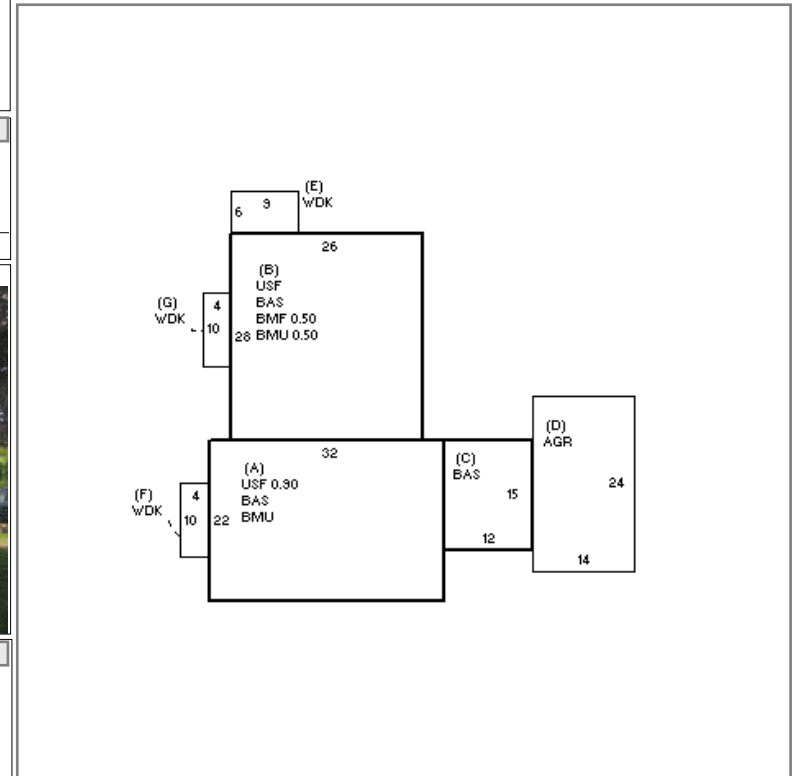 (E)
WDK
9
6
26
(B)
USF
BAS
BMF 0.50
BMU 0.50
28
(G)
WDK
4
10
(D)
AGR
24
14
32
(A)
USF 0.90
BAS
BMU
22
(C)
BAS
15
12
(F)
WDK
4
10